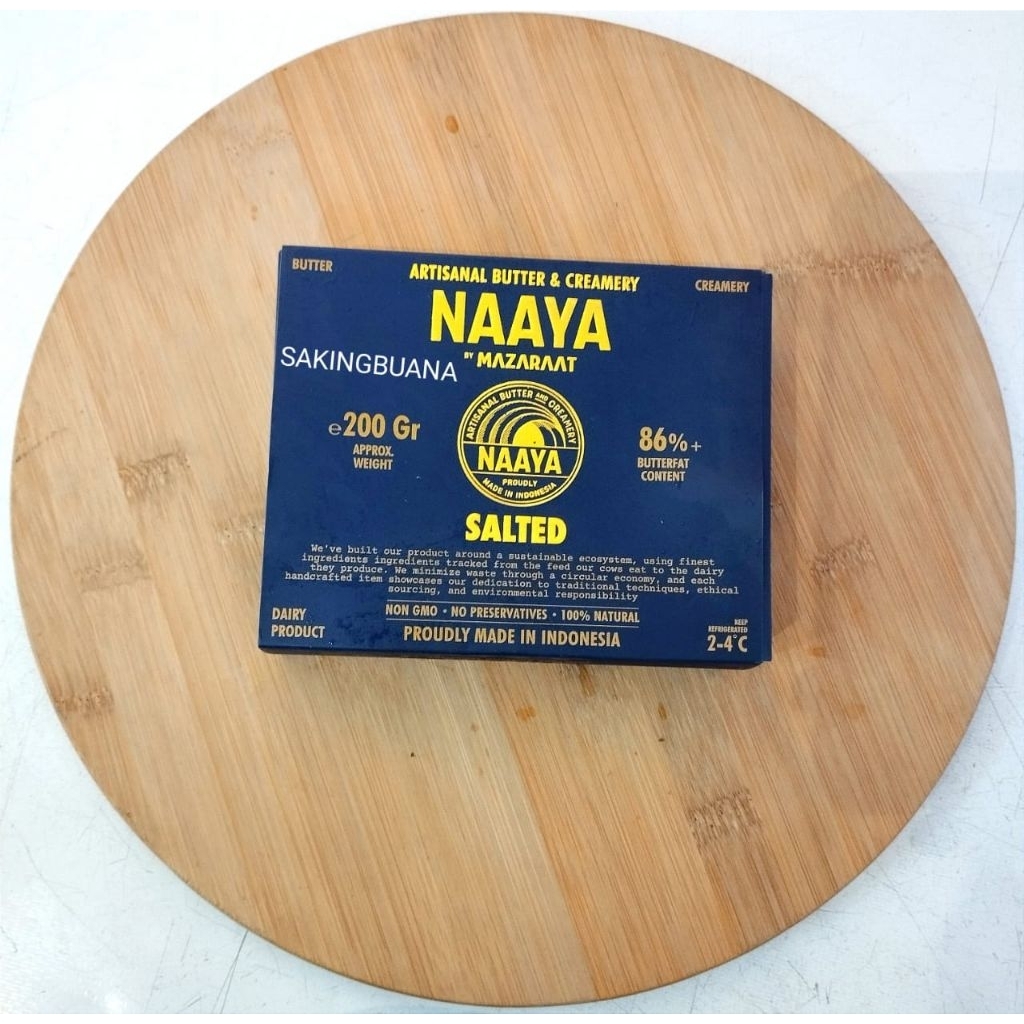 BUTTER
ARTISANAL BUTTER & CREAMERY
CREAMERY
NAAYA
BY MAZARAAT
SAKINGBUANA
℮200 Gr
APPROX.
WEIGHT
ARTISANAL BUTTER AND CREAMERY
NAAYA
PROUDLY
MADE IN INDONESIA
86%+
BUTTERFAT
CONTENT
SALTED
We've built our product around a sustainable ecosystem, using finest
ingredients ingredients tracked from the feed our cows eat to the dairy
they produce. We minimize waste through a circular economy, and each
handcrafted item showcases our dedication to traditional techniques, ethical
sourcing, and environmental responsibility
NON GMO • NO PRESERVATIVES • 100% NATURAL
PROUDLY MADE IN INDONESIA
DAIRY
PRODUCT
KEEP
REFRIGERATED
2-4°C